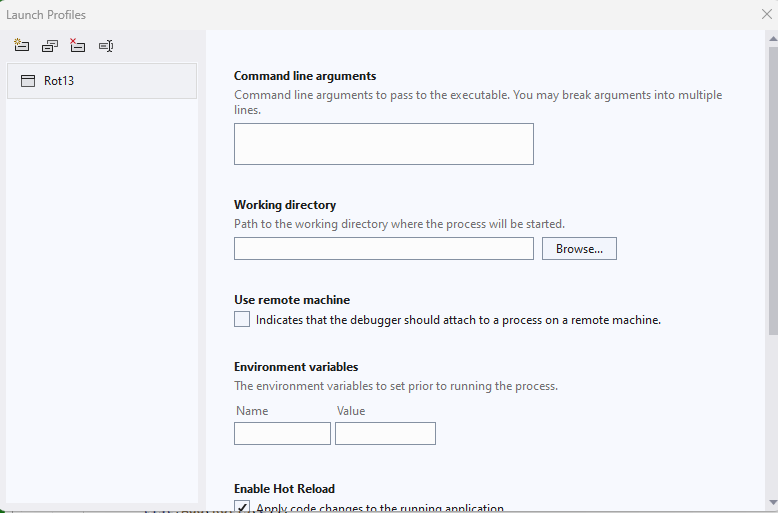 Launch Profiles
Rot13
Command line arguments
Command line arguments to pass to the executable. You may break arguments into multiple
lines.
Working directory
Path to the working directory where the process will be started.
Browse...
Use remote machine
Indicates that the debugger should attach to a process on a remote machine.
Environment variables
The environment variables to set prior to running the process.
Name Value
Enable Hot Reload
Apply code changes to the running application